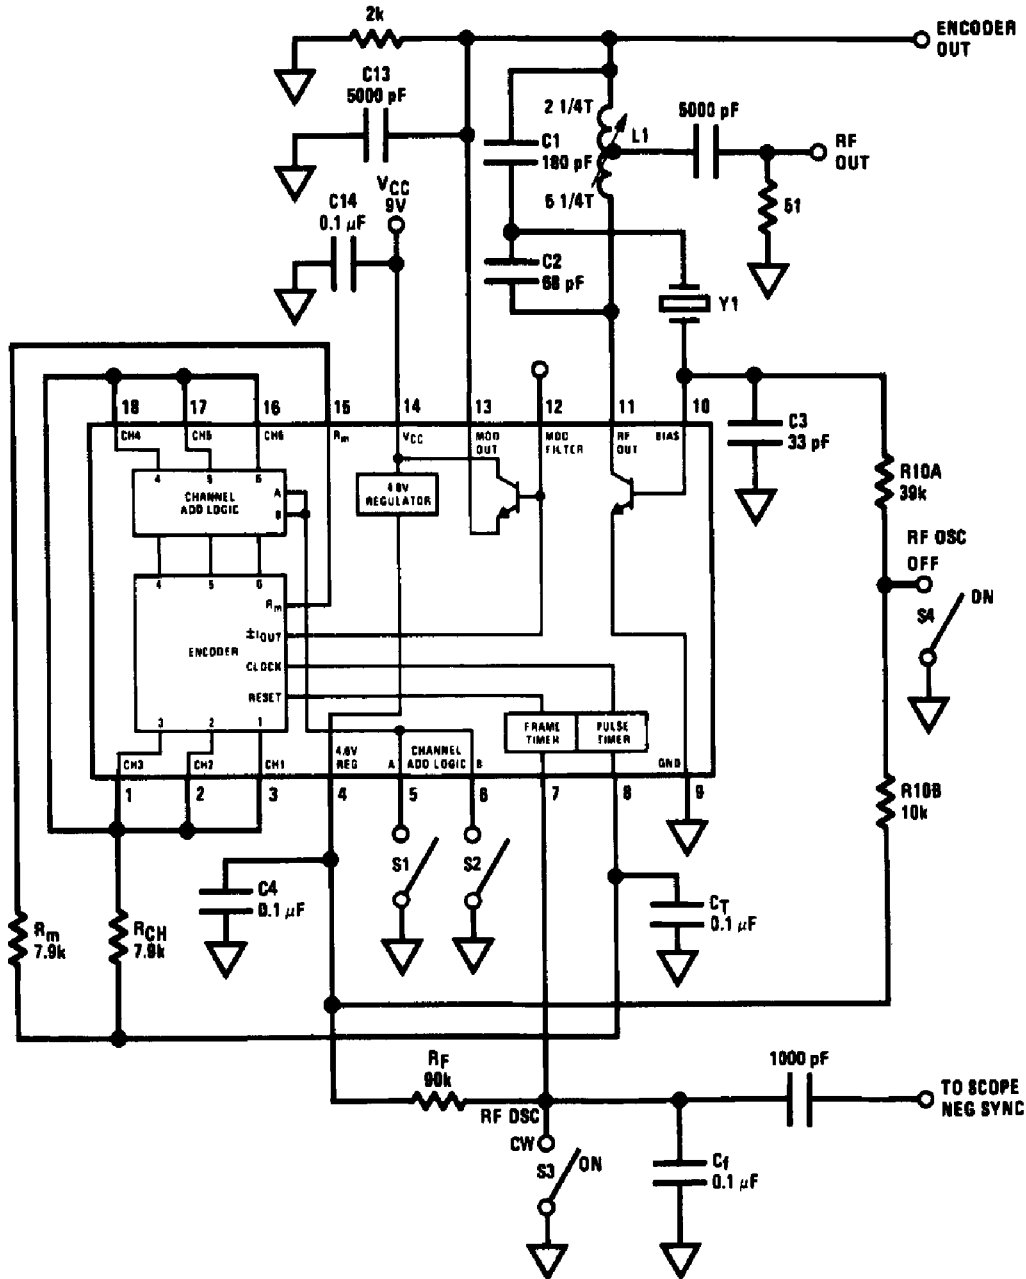 2k
ENCODER
OUT
C13
5000 pF
2 1/4T
L1
5000 pF
C1
180 pF
RF
OUT
VCC
9V
C14
0.1 µF
5 1/4T
51
C2
68 pF
Y1
18
17
16
15
14
13
12
11
10
CH4
CH5
CH6
Rm
VCC
MOD
OUT
MOD
FILTER
RF
OUT
BIAS
C3
33 pF
4
5
6
A
B
CHANNEL
ADD LOGIC
4.6V
REGULATOR
R10A
39k
RF OSC
OFF
ON
S4
4
5
6
Rm
±IOUT
ENCODER
CLOCK
RESET
3
2
1
FRAME
TIMER
PULSE
TIMER
CH3
CH2
CH1
4.6V
REG
A
CHANNEL
ADD LOGIC
B
GND
1
2
3
4
5
6
7
8
9
R10B
10k
S1
S2
C4
0.1 µF
CT
0.1 µF
Rm
7.9k
RCH
7.9k
RF
90k
1000 pF
TO SCOPE
NEG SYNC
RF OSC
CW
S3
ON
Cf
0.1 µF